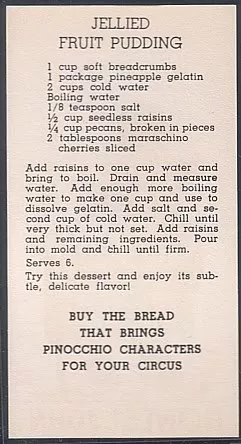 JELLIED
FRUIT PUDDING
1 cup soft breadcrumbs
1 package pineapple gelatin
2 cups cold water
Boiling water
1/8 teaspoon salt
½ cup seedless raisins
¼ cup pecans, broken in pieces
2 tablespoons maraschino
cherries sliced
Add raisins to one cup water and
bring to boil. Drain and measure
water. Add enough more boiling
water to make one cup and use to
dissolve gelatin. Add salt and se-
cond cup of cold water. Chill until
very thick but not set. Add raisins
and remaining ingredients. Pour
into mold and chill until firm.
Serves 6.
Try this dessert and enjoy its sub-
tle, delicate flavor!
BUY THE BREAD
THAT BRINGS
PINOCCHIO CHARACTERS
FOR YOUR CIRCUS